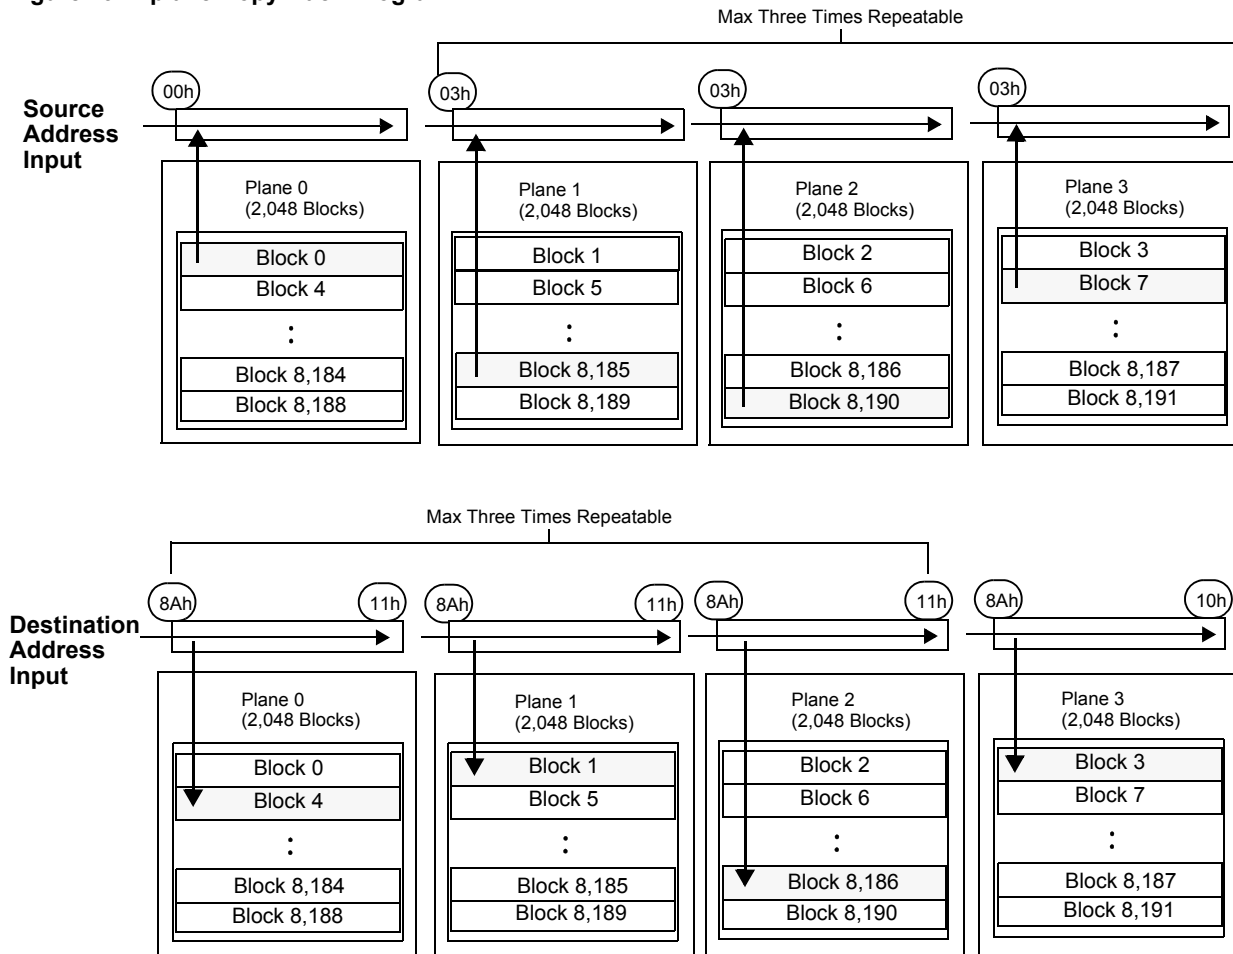 Max Three Times Repeatable
00h 03h 03h 03h
Source
Address
Input
Plane 0
(2,048 Blocks)
Block 0
Block 4
:
Block 8,184
Block 8,188
Plane 1
(2,048 Blocks)
Block 1
Block 5
:
Block 8,185
Block 8,189
Plane 2
(2,048 Blocks)
Block 2
Block 6
:
Block 8,186
Block 8,190
Plane 3
(2,048 Blocks)
Block 3
Block 7
:
Block 8,187
Block 8,191
Max Three Times Repeatable
8Ah 11h 8Ah 11h 8Ah 11h 8Ah 10h
Destination
Address
Input
Plane 0
(2,048 Blocks)
Block 0
Block 4
:
Block 8,184
Block 8,188
Plane 1
(2,048 Blocks)
Block 1
Block 5
:
Block 8,185
Block 8,189
Plane 2
(2,048 Blocks)
Block 2
Block 6
:
Block 8,186
Block 8,190
Plane 3
(2,048 Blocks)
Block 3
Block 7
:
Block 8,187
Block 8,191